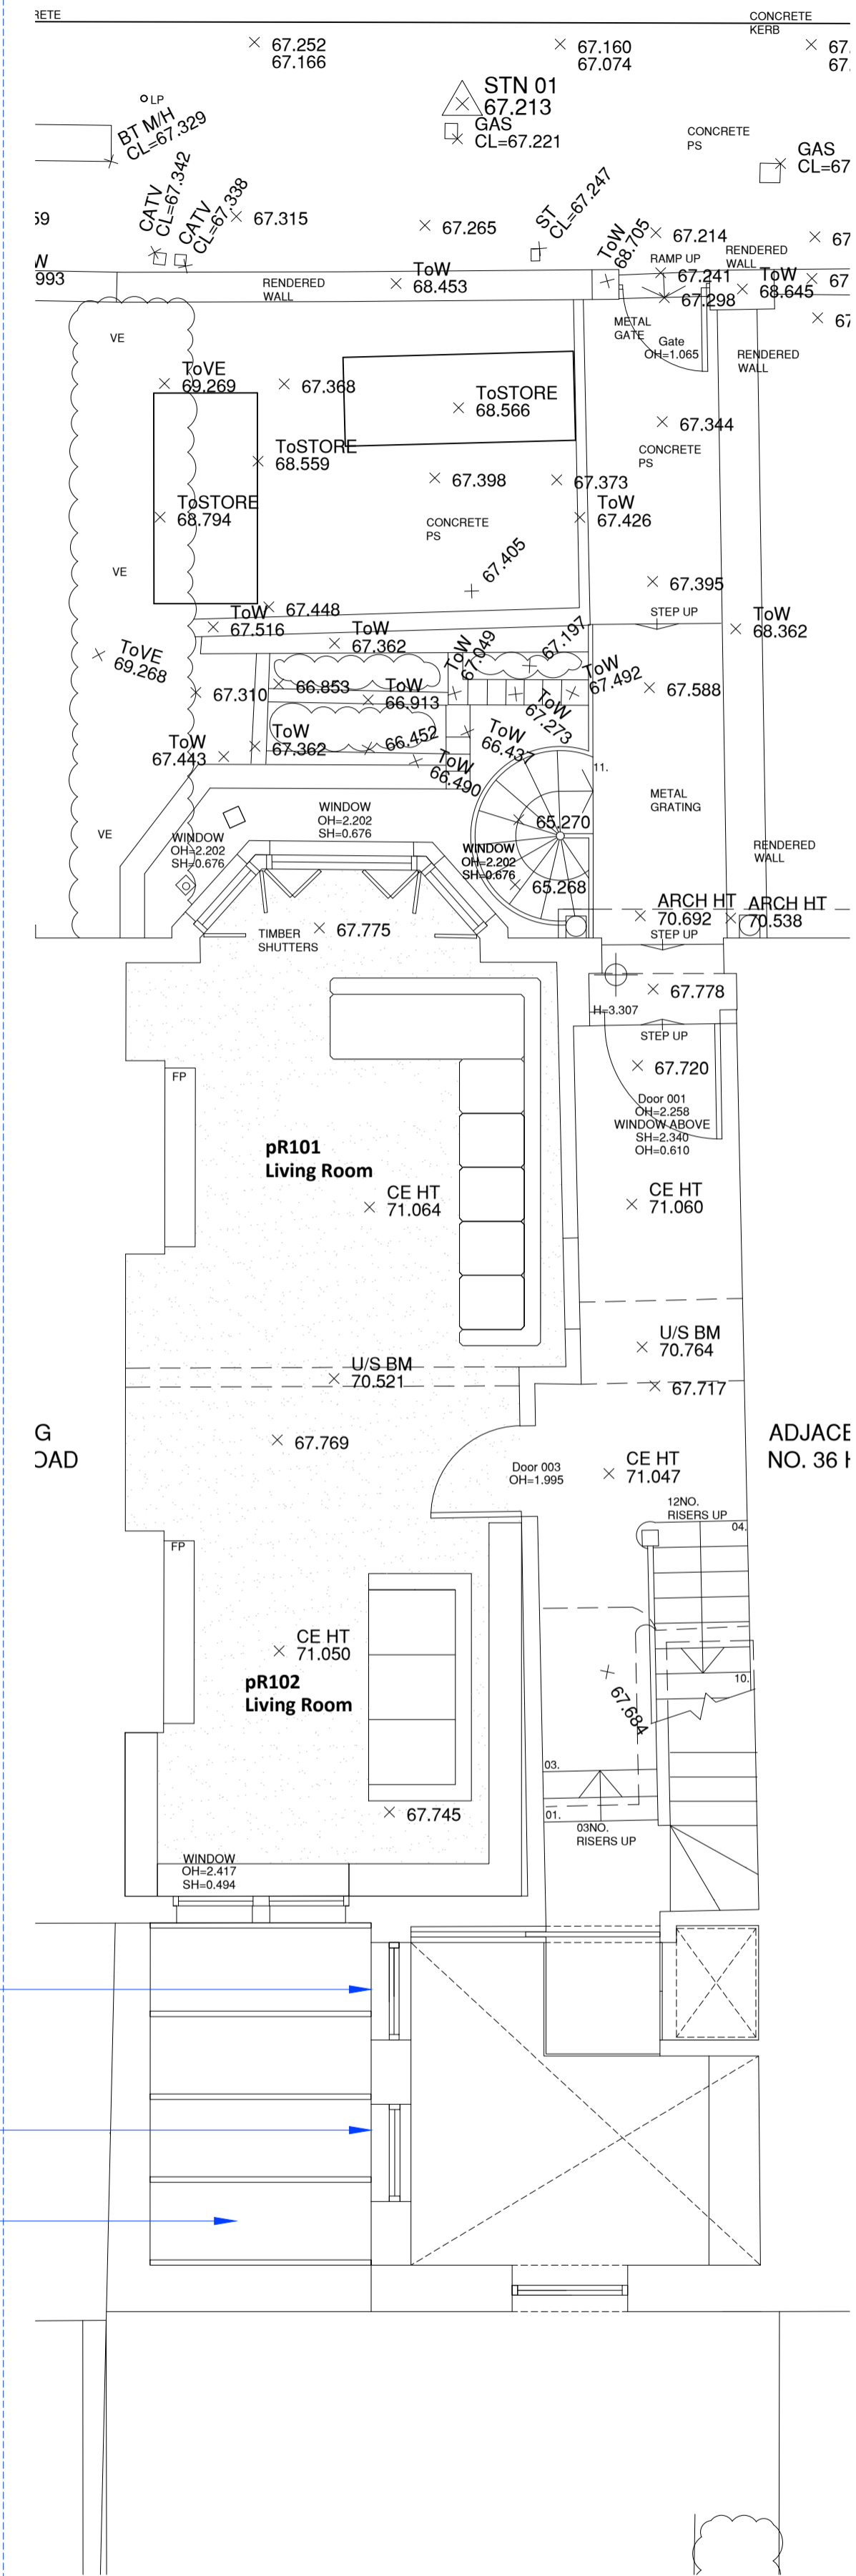 RETE
CONCRETE
KERB
67.252
67.166
67.160
67.074
67.
67.
LP
BT M/H
CL=67.329
STN 01
67.213
GAS
CL=67.221
CONCRETE
PS
GAS
CL=67
CATV
CL=67.342
CATV
CL=67.338
59
67.315
67.265
ST
CL=67.247
ToW
68.705
67.214
67
RENDERED
WALL
W
993
RENDERED
WALL
ToW
68.453
RAMP UP
67.241
67.298
ToW
68.645
67
67
VE
METAL
GATE
Gate
OH=1.065
RENDERED
WALL
ToVE
69.269
67.368
ToSTORE
68.566
67.344
ToSTORE
68.559
CONCRETE
PS
67.398
67.373
ToSTORE
68.794
CONCRETE
PS
ToW
67.426
67.405
VE
67.395
67.448
STEP UP
ToW
67.516
ToW
67.362
ToW
67.049
67.197
ToW
68.362
ToVE
69.268
67.310
66.853
ToW
66.913
ToW
67.492
67.588
ToW
67.273
ToW
67.443
ToW
67.362
66.452
ToW
66.437
ToW
66.490
11.
METAL
GRATING
VE
WINDOW
OH=2.202
SH=0.676
WINDOW
OH=2.202
SH=0.676
65.270
WINDOW
OH=2.202
SH=0.676
65.268
RENDERED
WALL
ARCH HT
70.692
ARCH HT
70.538
TIMBER
SHUTTERS
67.775
STEP UP
67.778
H=3.307
STEP UP
67.720
FP
Door 001
OH=2.258
WINDOW ABOVE
SH=2.340
OH=0.610
pR101
Living Room
CE HT
71.064
CE HT
71.060
U/S BM
70.764
U/S BM
70.521
67.717
G
OAD
67.769
ADJACE
NO. 36 H
Door 003
OH=1.995
CE HT
71.047
12NO.
RISERS UP
04.
FP
CE HT
71.050
pR102
Living Room
67.684
10.
03.
01.
67.745
03NO.
RISERS UP
WINDOW
OH=2.417
SH=0.494